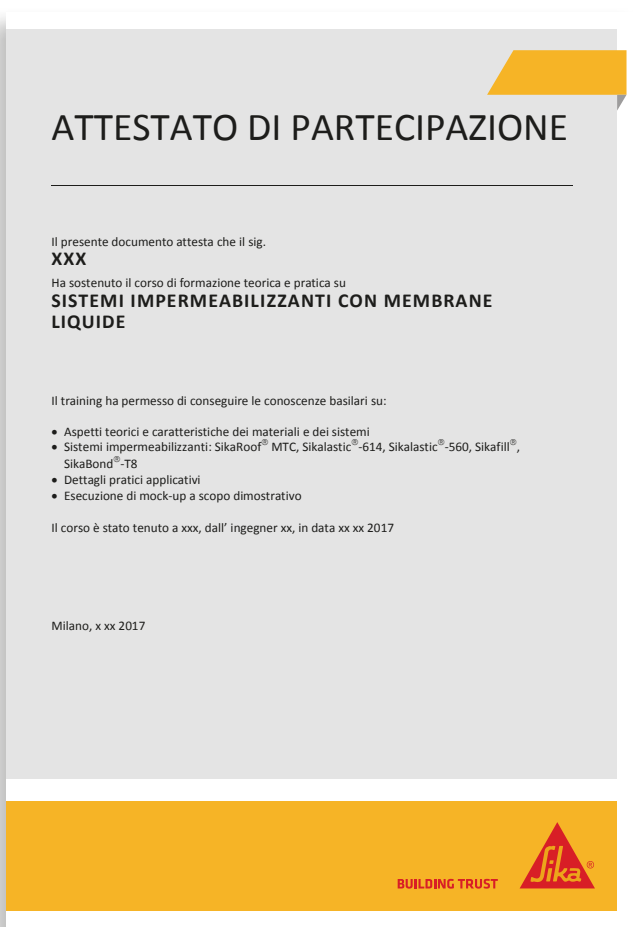 ATTESTATO DI PARTECIPAZIONE
Il presente documento attesta che il sig.
XXX
Ha sostenuto il corso di formazione teorica e pratica su
SISTEMI IMPERMEABILIZZANTI CON MEMBRANE
LIQUIDE
Il training ha permesso di conseguire le conoscenze basilari su:
• Aspetti teorici e caratteristiche dei materiali e dei sistemi
• Sistemi impermeabilizzanti: SikaRoof® MTC, Sikalastic®-614, Sikalastic®-560, Sikafill®,
SikaBond®-T8
• Dettagli pratici applicativi
• Esecuzione di mock-up a scopo dimostrativo
Il corso è stato tenuto a xxx, dall’ ingegner xx, in data xx xx 2017
Milano, x xx 2017
BUILDING TRUST
Sika®